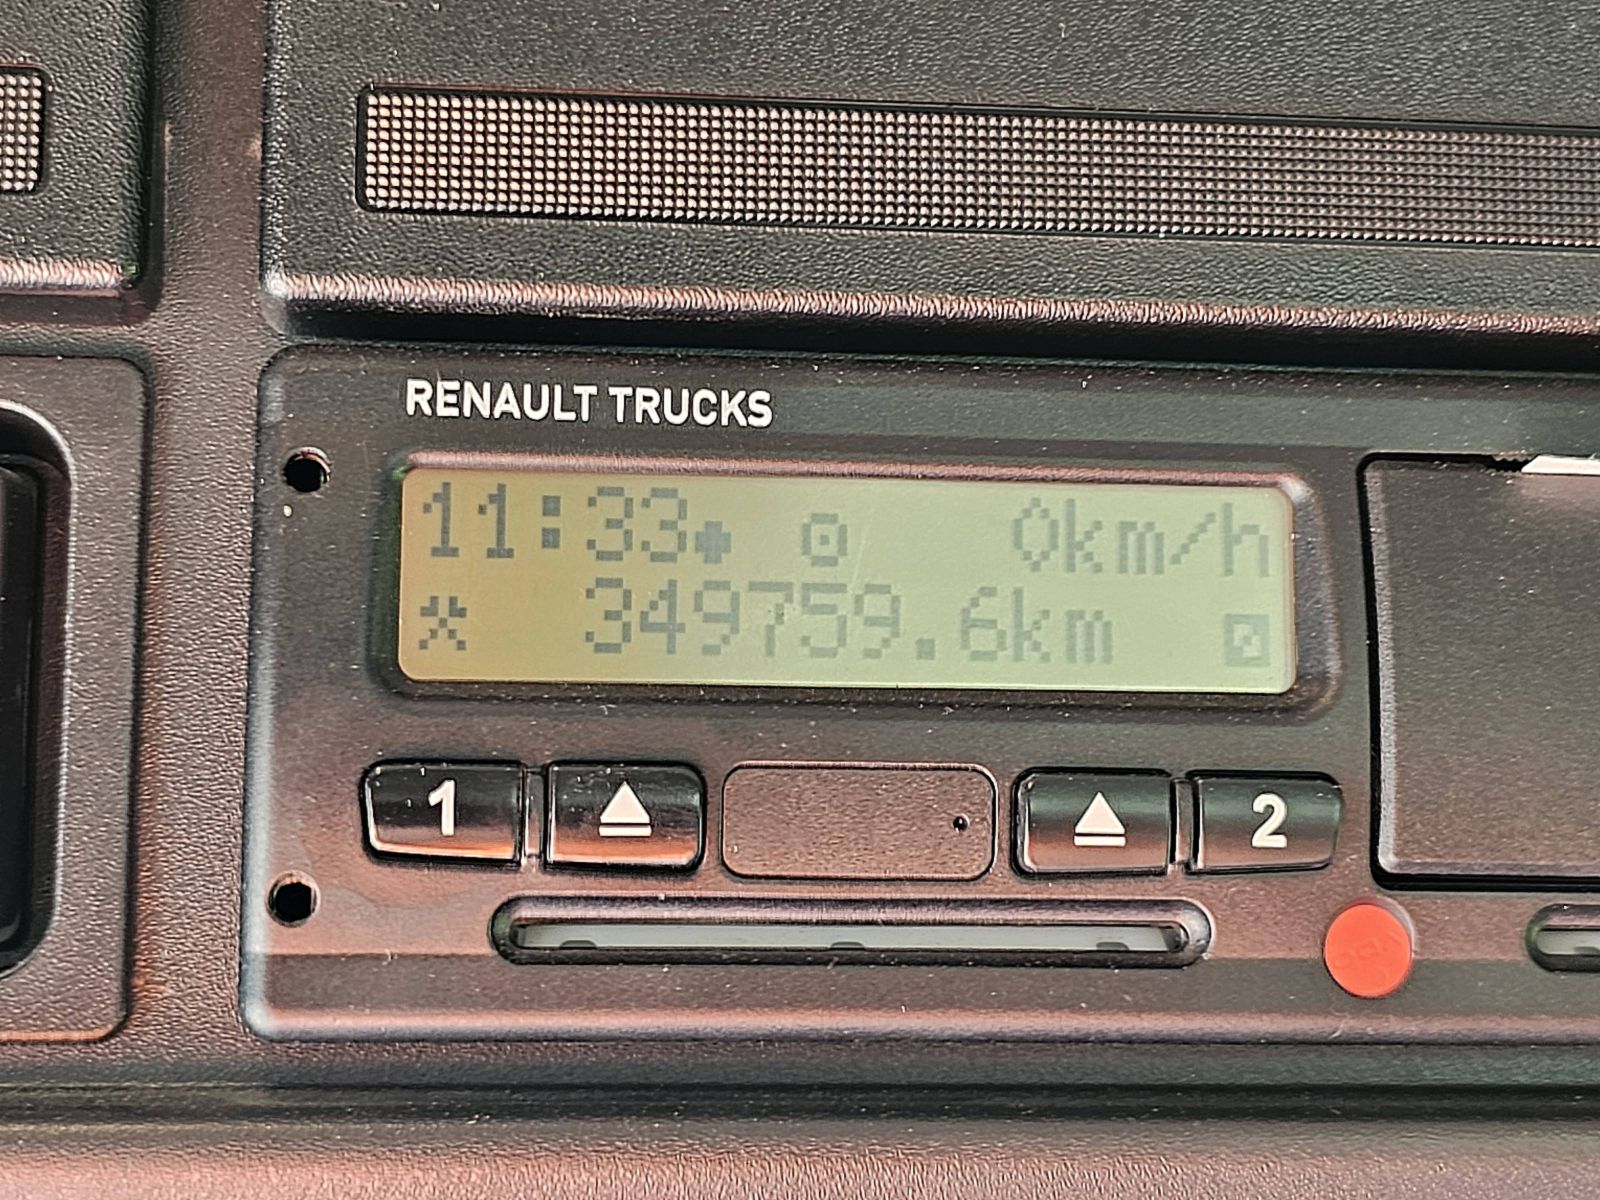 RENAULT TRUCKS
11:33 0km/h
349759.6km
1 2